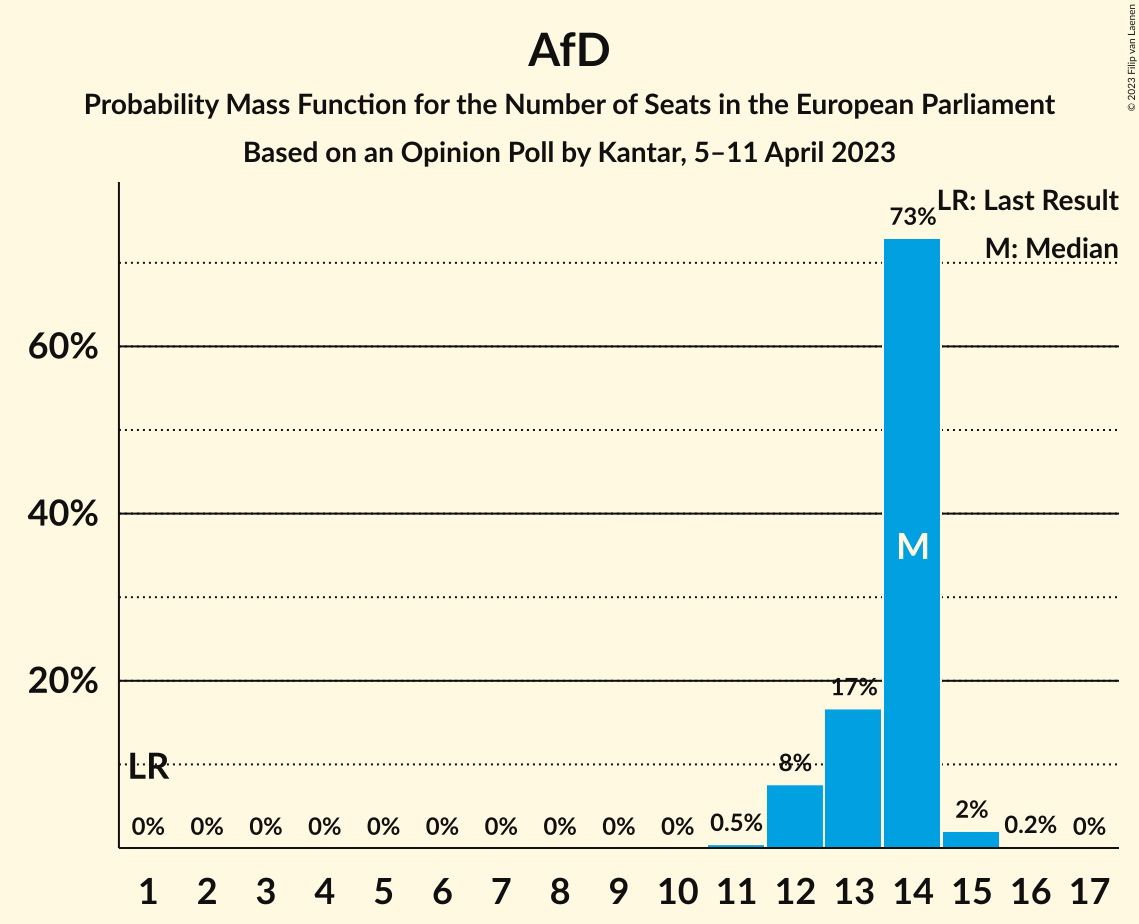 AfD
Probability Mass Function for the Number of Seats in the European Parliament
Based on an Opinion Poll by Kantar, 5–11 April 2023
© 2023 Filip van Laenen
LR: Last Result
M: Median
73%
60%
40%
M
20%
17%
LR
8%
0% 0% 0% 0% 0% 0% 0% 0% 0% 0% 0.5% 2% 0.2% 0%
1 2 3 4 5 6 7 8 9 10 11 12 13 14 15 16 17